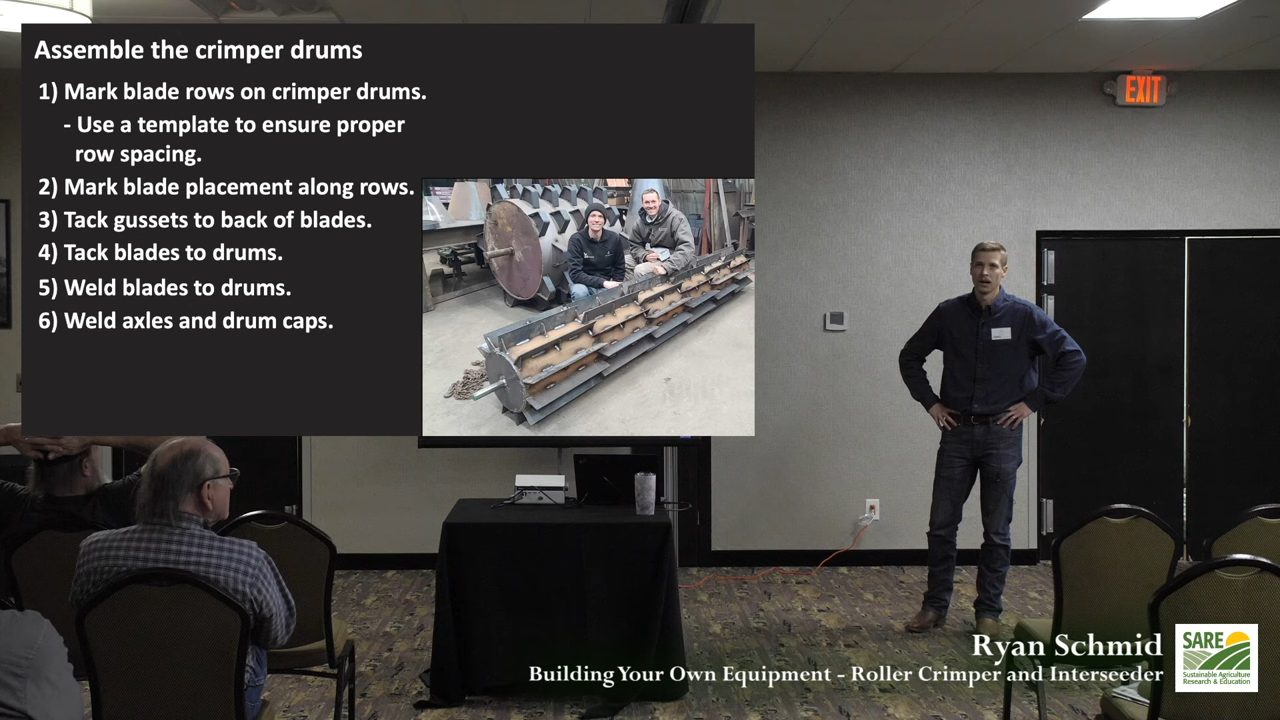 Assemble the crimper drums
1) Mark blade rows on crimper drums.
- Use a template to ensure proper
row spacing.
2) Mark blade placement along rows.
3) Tack gussets to back of blades.
4) Tack blades to drums.
5) Weld blades to drums.
6) Weld axles and drum caps.
EXIT
Ryan Schmid
Building Your Own Equipment - Roller Crimper and Interseeder
SARE
Sustainable Agriculture
Research & Education